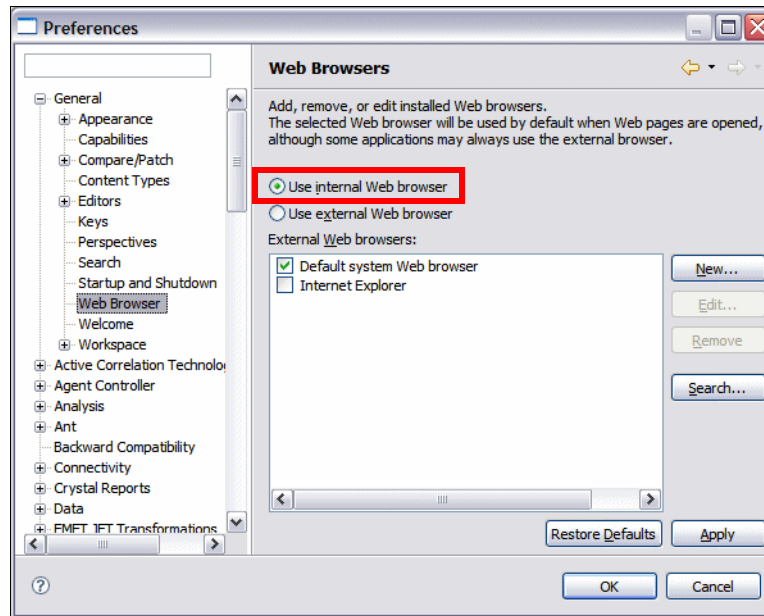 Preferences
Web Browsers
General
Appearance
Capabilities
Compare/Patch
Content Types
Editors
Keys
Perspectives
Search
Startup and Shutdown
Web Browser
Welcome
Workspace
Active Correlation Technolo
Agent Controller
Analysis
Ant
Backward Compatibility
Connectivity
Crystal Reports
Data
EMFT JET Transformations
Add, remove, or edit installed Web browsers.
The selected Web browser will be used by default when Web pages are opened,
although some applications may always use the external browser.
Use internal Web browser
Use external Web browser
External Web browsers:
Default system Web browser
Internet Explorer
New...
Edit...
Remove
Search...
Restore Defaults
Apply
?
OK
Cancel